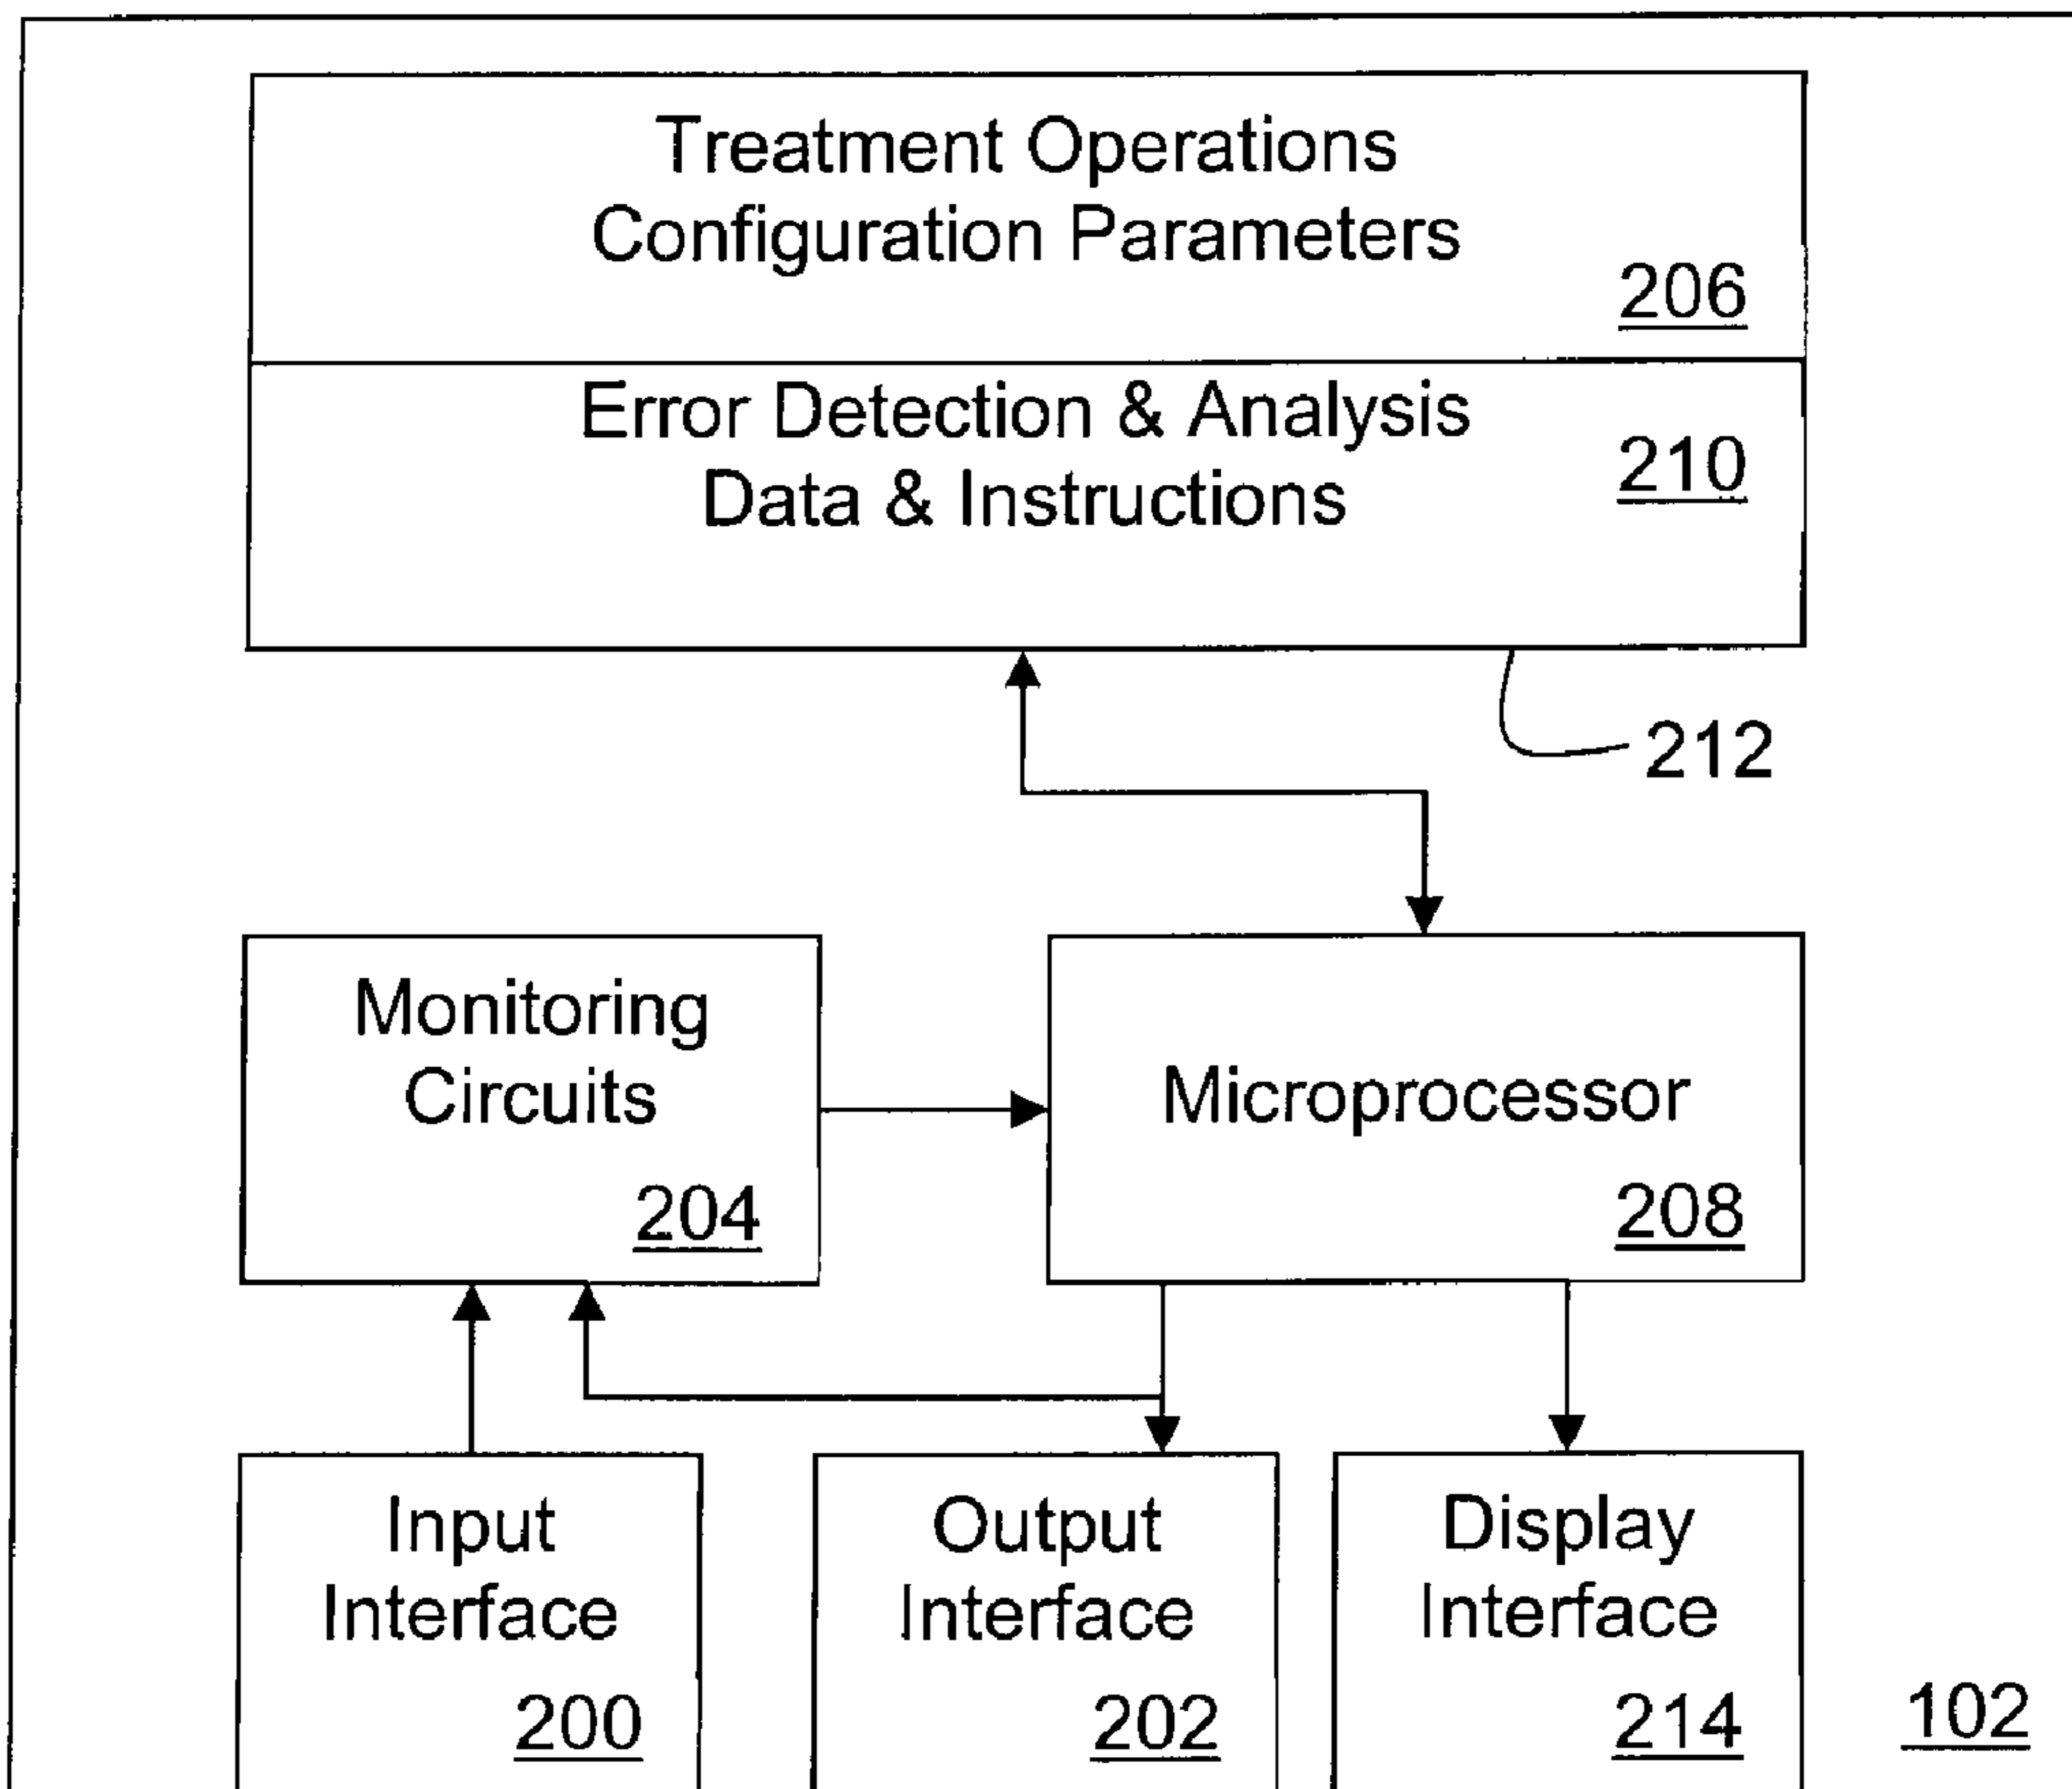 Treatment Operations
Configuration Parameters
206
Error Detection & Analysis
Data & Instructions
210
212
Monitoring
Circuits
204
Microprocessor
208
Input
Interface
200
Output
Interface
202
Display
Interface
214
102